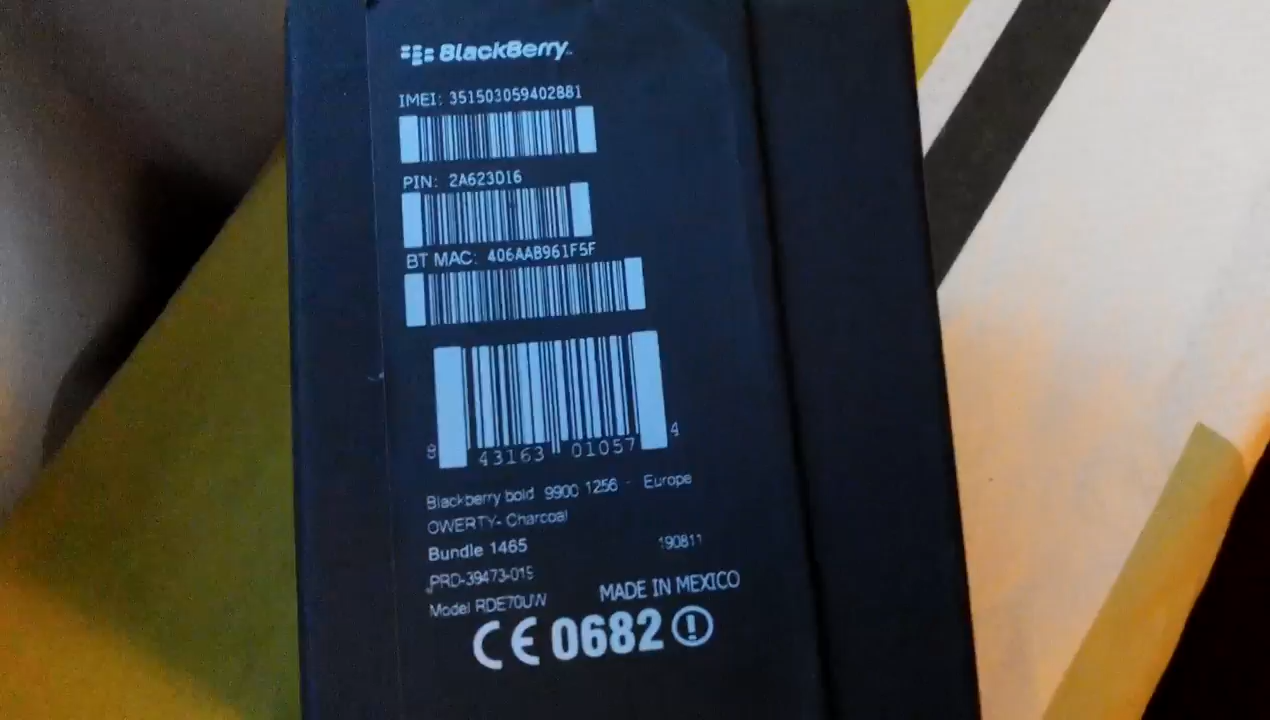 BlackBerry
IMEI: 351503059402881
PIN: 2A623D16
BT MAC: 406AAB961F5F
8 43163 01057 4
Blackberry bold 9900 1256 - Europe
QWERTY- Charcoal
Bundle 1465 190811
PRD-39473-015
Model RDE70UW MADE IN MEXICO
CE 0682